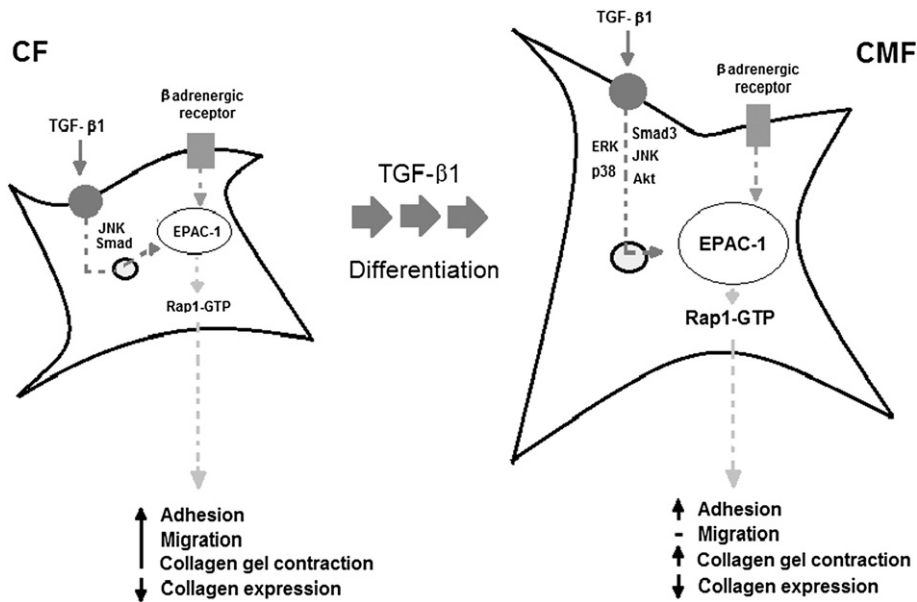 CF
TGF- β1
β adrenergic
receptor
JNK
Smad
EPAC-1
Rap1-GTP
Adhesion
Migration
Collagen gel contraction
Collagen expression
TGF-β1
Differentiation
CMF
TGF- β1
β adrenergic
receptor
ERK
p38
Smad3
JNK
Akt
EPAC-1
Rap1-GTP
Adhesion
Migration
Collagen gel contraction
Collagen expression